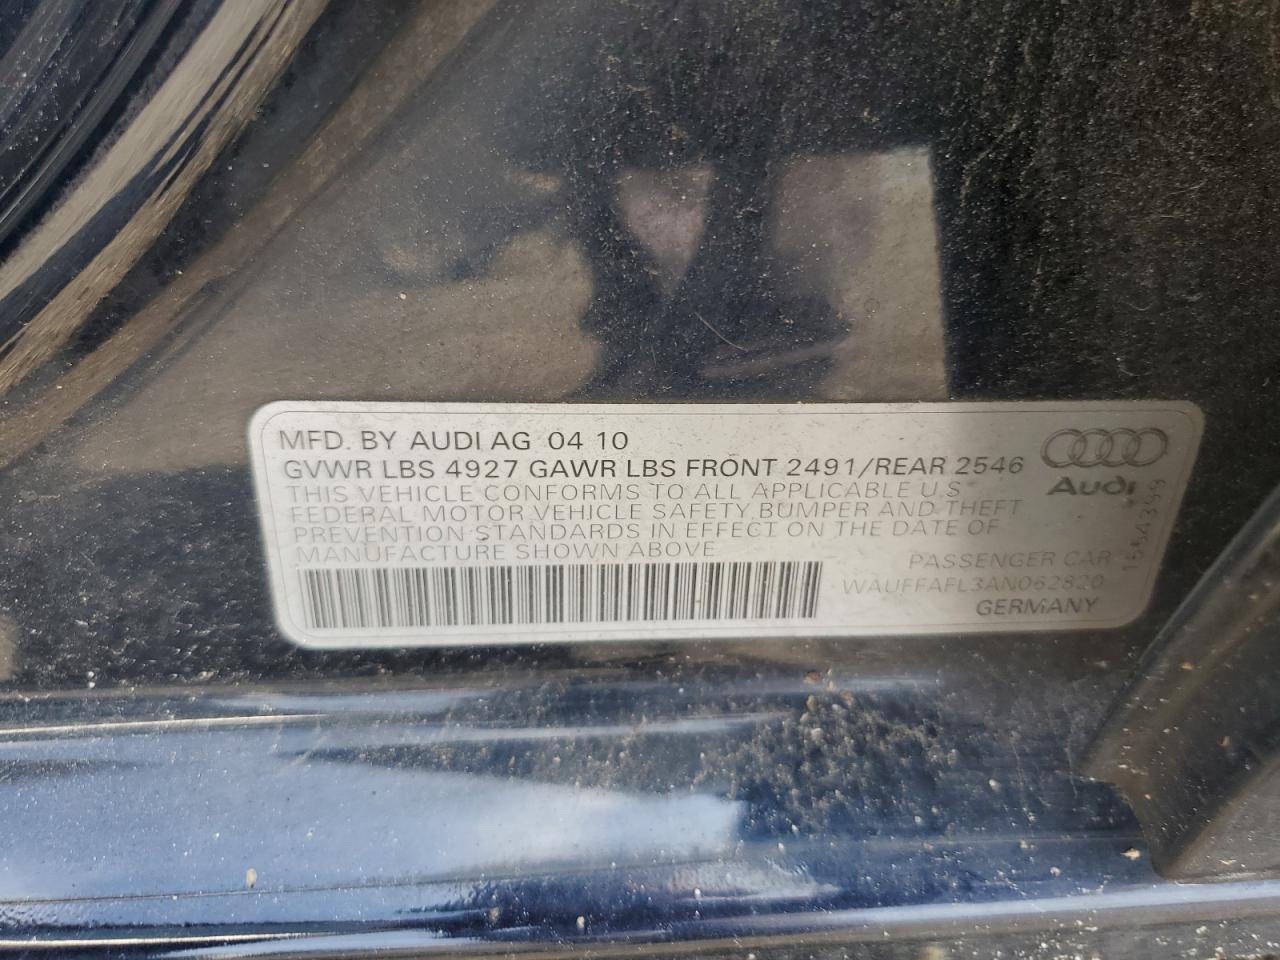 MFD. BY AUDI AG 04 10
GVWR LBS 4927 GAWR LBS FRONT 2491/REAR 2546
THIS VEHICLE CONFORMS TO ALL APPLICABLE U.S
FEDERAL MOTOR VEHICLE SAFETY, BUMPER AND THEFT
PREVENTION STANDARDS IN EFFECT ON THE DATE OF
MANUFACTURE SHOWN ABOVE
Audi
PASSENGER CAR
WAUFFAFL3AN062820
GERMANY